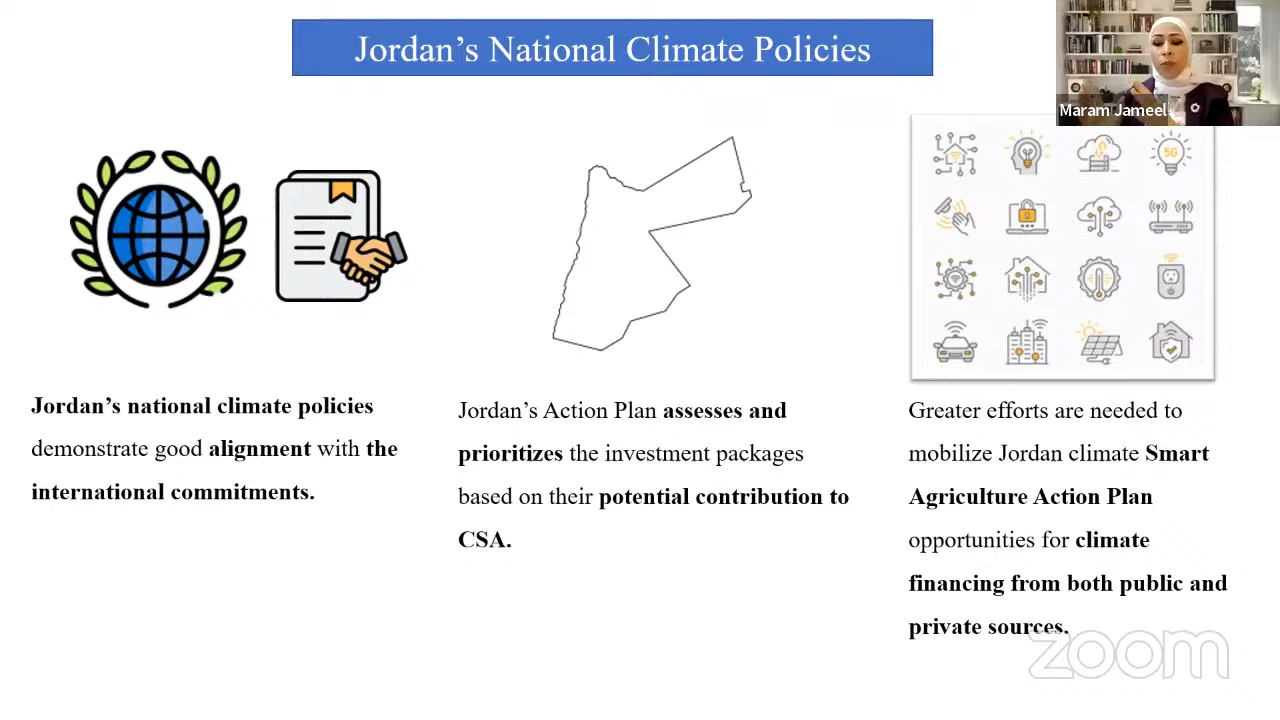 Jordan’s National Climate Policies
Maram Jameel
5G
Jordan’s national climate policies
demonstrate good alignment with the
international commitments.
Jordan’s Action Plan assesses and
prioritizes the investment packages
based on their potential contribution to
CSA.
Greater efforts are needed to
mobilize Jordan climate Smart
Agriculture Action Plan
opportunities for climate
financing from both public and
private sources.
zoom